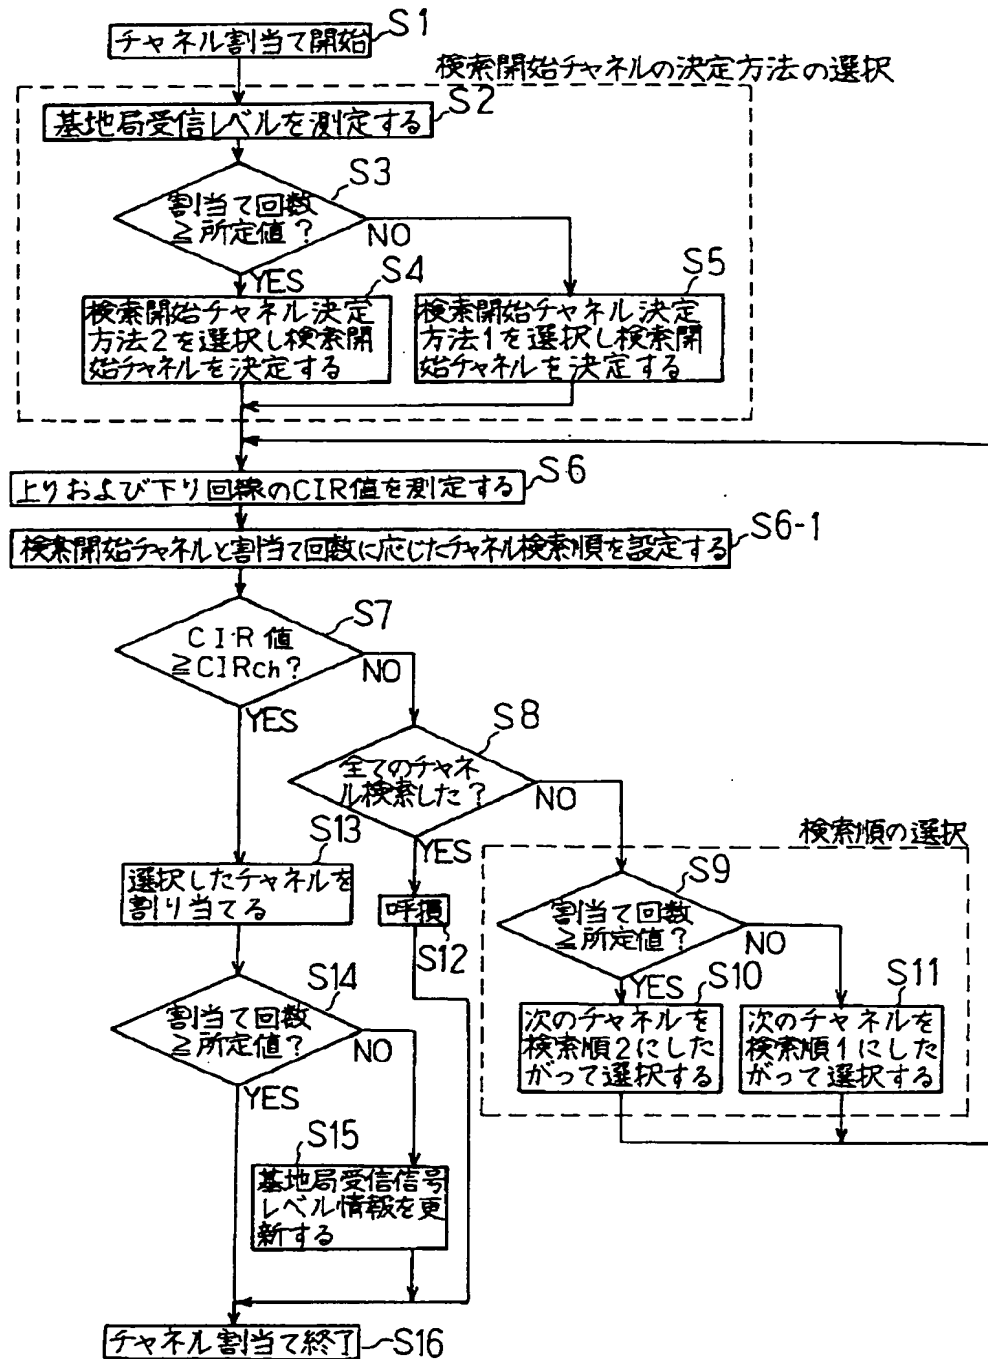 チャネル割当て開始
S1
検索開始チャネルの決定方法の選択
S2
基地局受信レベルを測定する
S3
割当て回数
≧所定値?
NO
YES
S4
検索開始チャネル決定
方法2を選択し検索開
始チャネルを決定する
S5
検索開始チャネル決定
方法1を選択し検索開
始チャネルを決定する
S6
上りおよび下り回線のCIR値を測定する
S6-1
検索開始チャネルと割当て回数に応じたチャネル検索順を設定する
S7
CIR値
≧CIRch?
NO
YES
S8
全てのチャネ
ル検索した?
NO
YES
検索順の選択
S13
選択したチャネルを
割り当てる
呼損
S12
S9
割当て回数
≧所定値?
NO
YES
S10
次のチャネルを
検索順2にした
がって選択する
S11
次のチャネルを
検索順1にした
がって選択する
S14
割当て回数
≧所定値?
NO
YES
S15
基地局受信信号
レベル情報を更
新する
チャネル割当て終了
S16